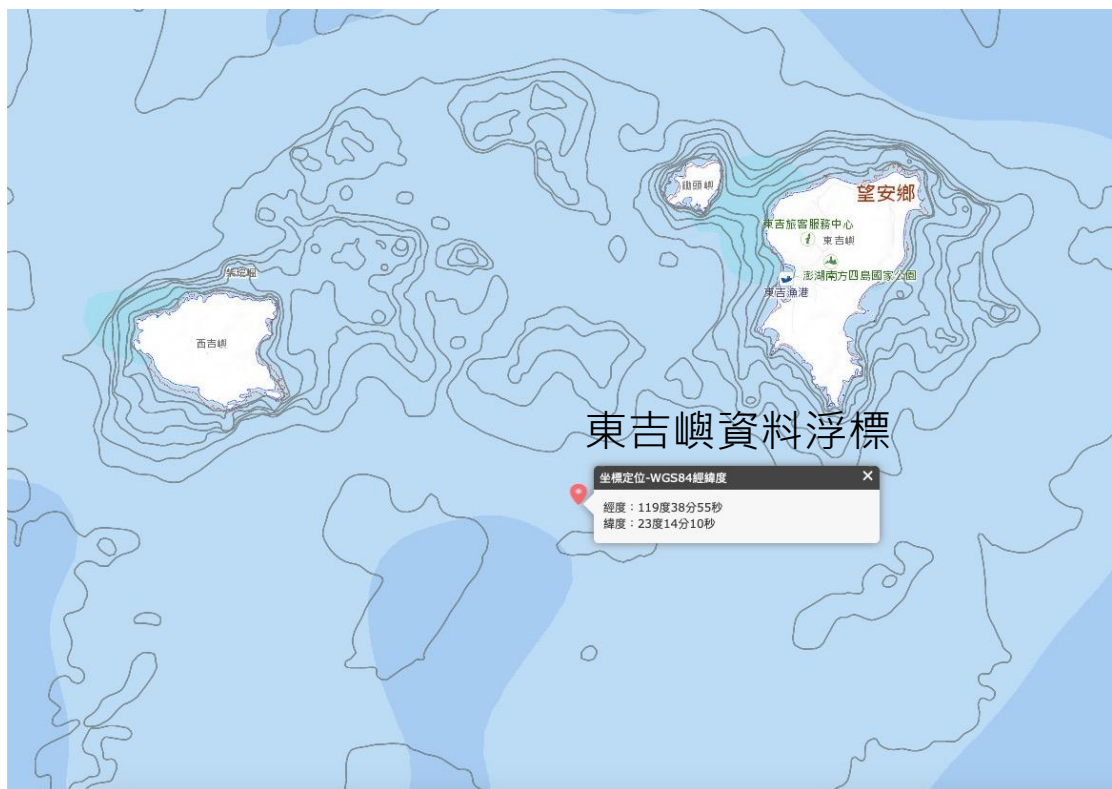 鋤頭嶼
望安鄉
東吉旅客服務中心
東吉嶼
澎湖南方四島國家公園
東吉漁港
西吉嶼
東吉嶼資料浮標
坐標定位-WGS84經緯度
經度：119度38分55秒
緯度：23度14分10秒